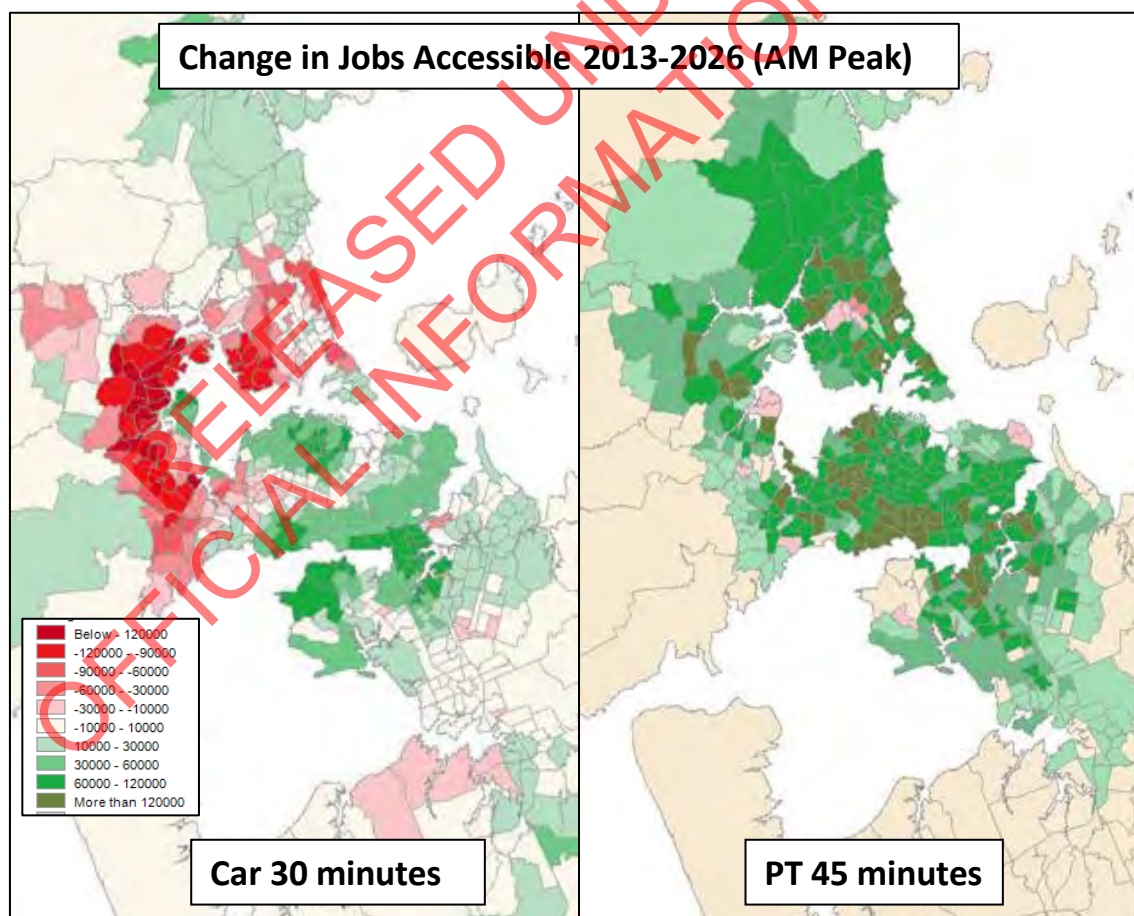 Change in Jobs Accessible 2013-2026 (AM Peak)
RELEASED UND
OFFICIAL INFORMATION
Below - 120000
-120000 - -90000
-90000 - -60000
-60000 - -30000
-30000 - -10000
-10000 - 10000
10000 - 30000
30000 - 60000
60000 - 120000
More than 120000
Car 30 minutes
PT 45 minutes